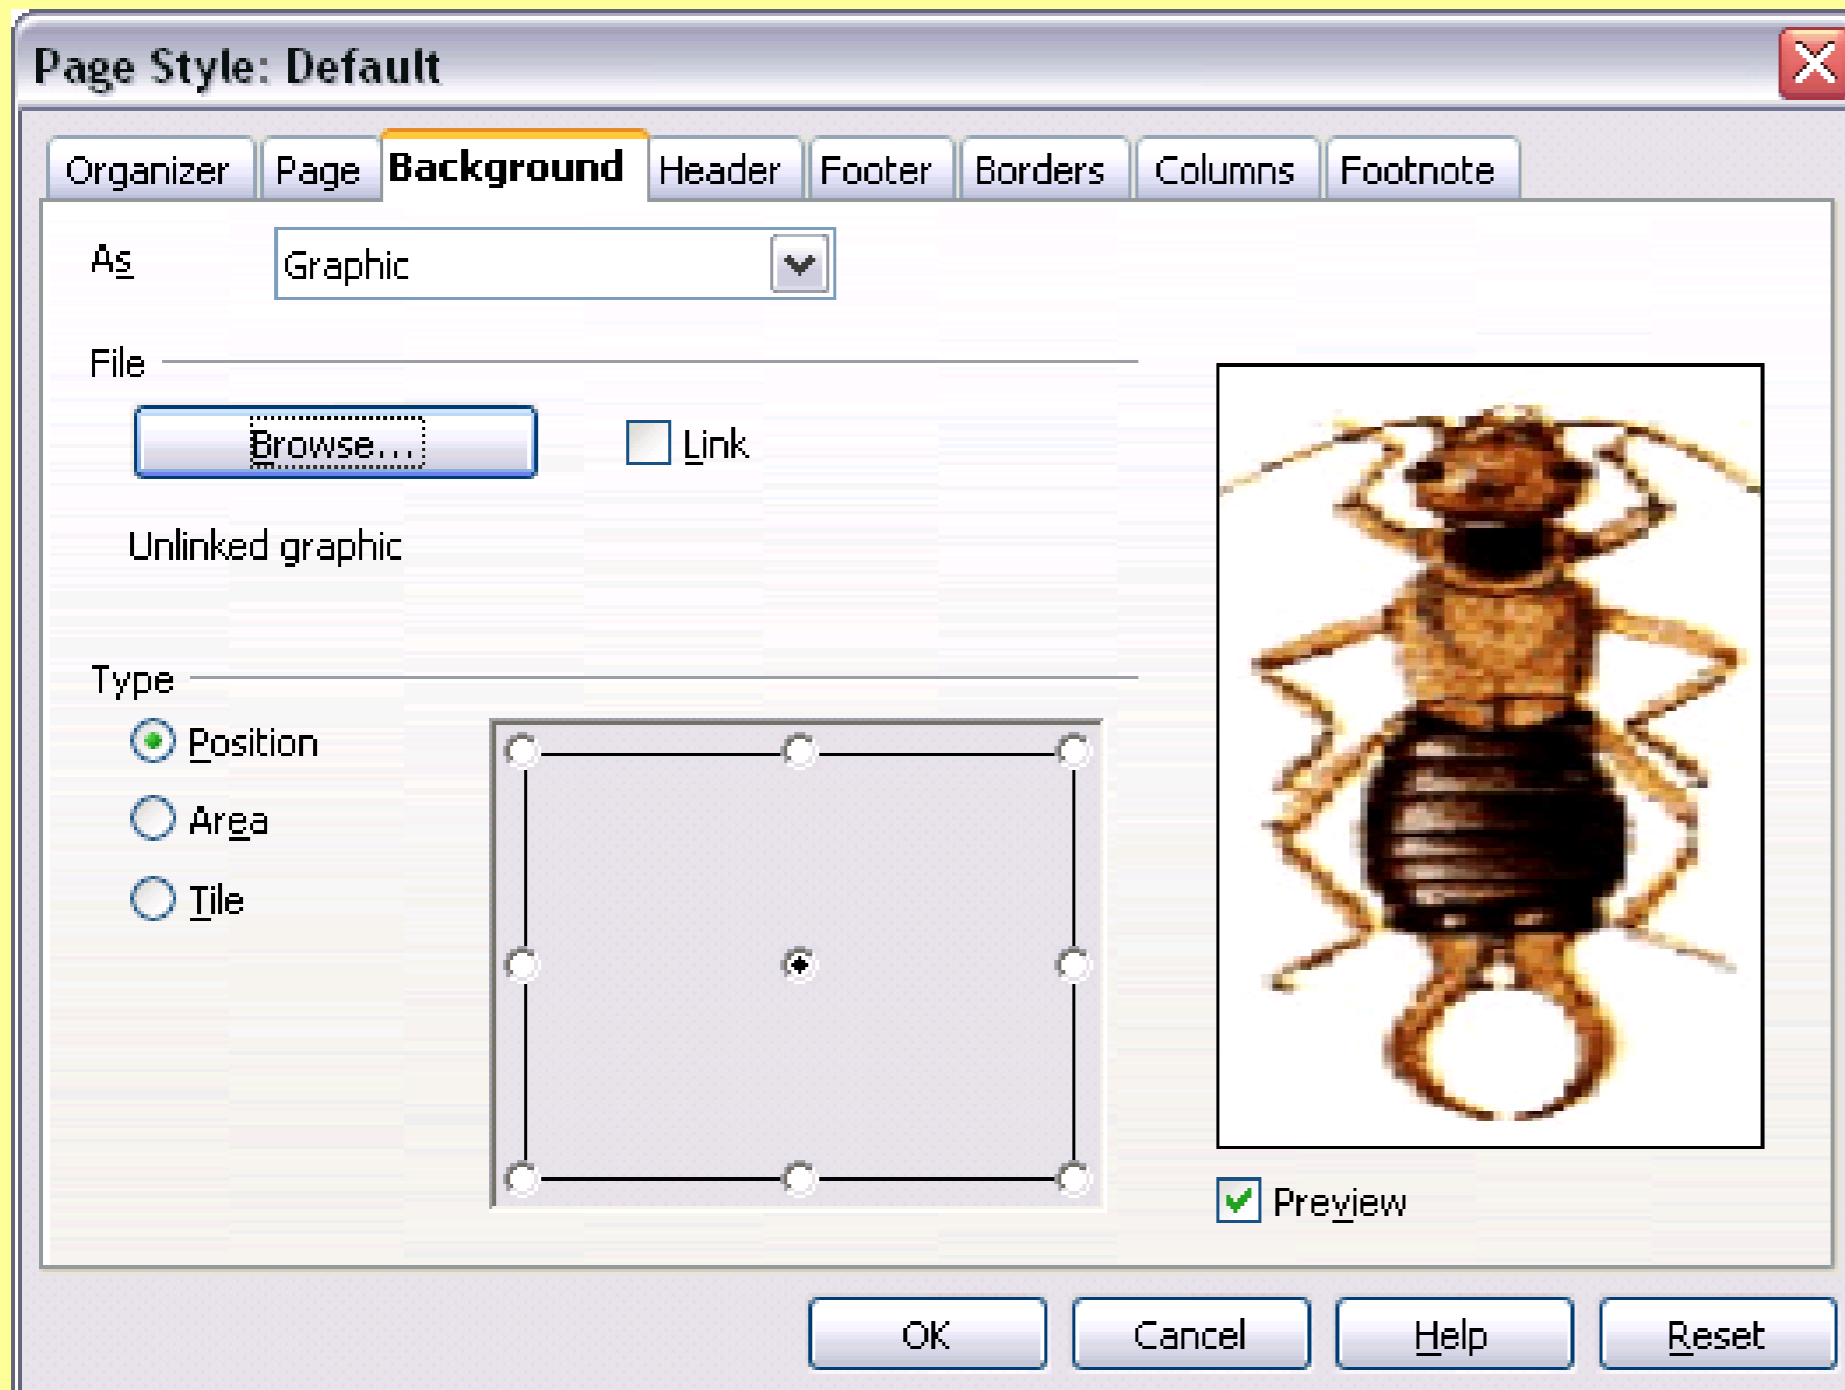 Page Style: Default
Organizer Page Background Header Footer Borders Columns Footnote
As Graphic
File
Browse... Link
Unlinked graphic
Type
Position
Area
Tile
Preview
OK Cancel Help Reset